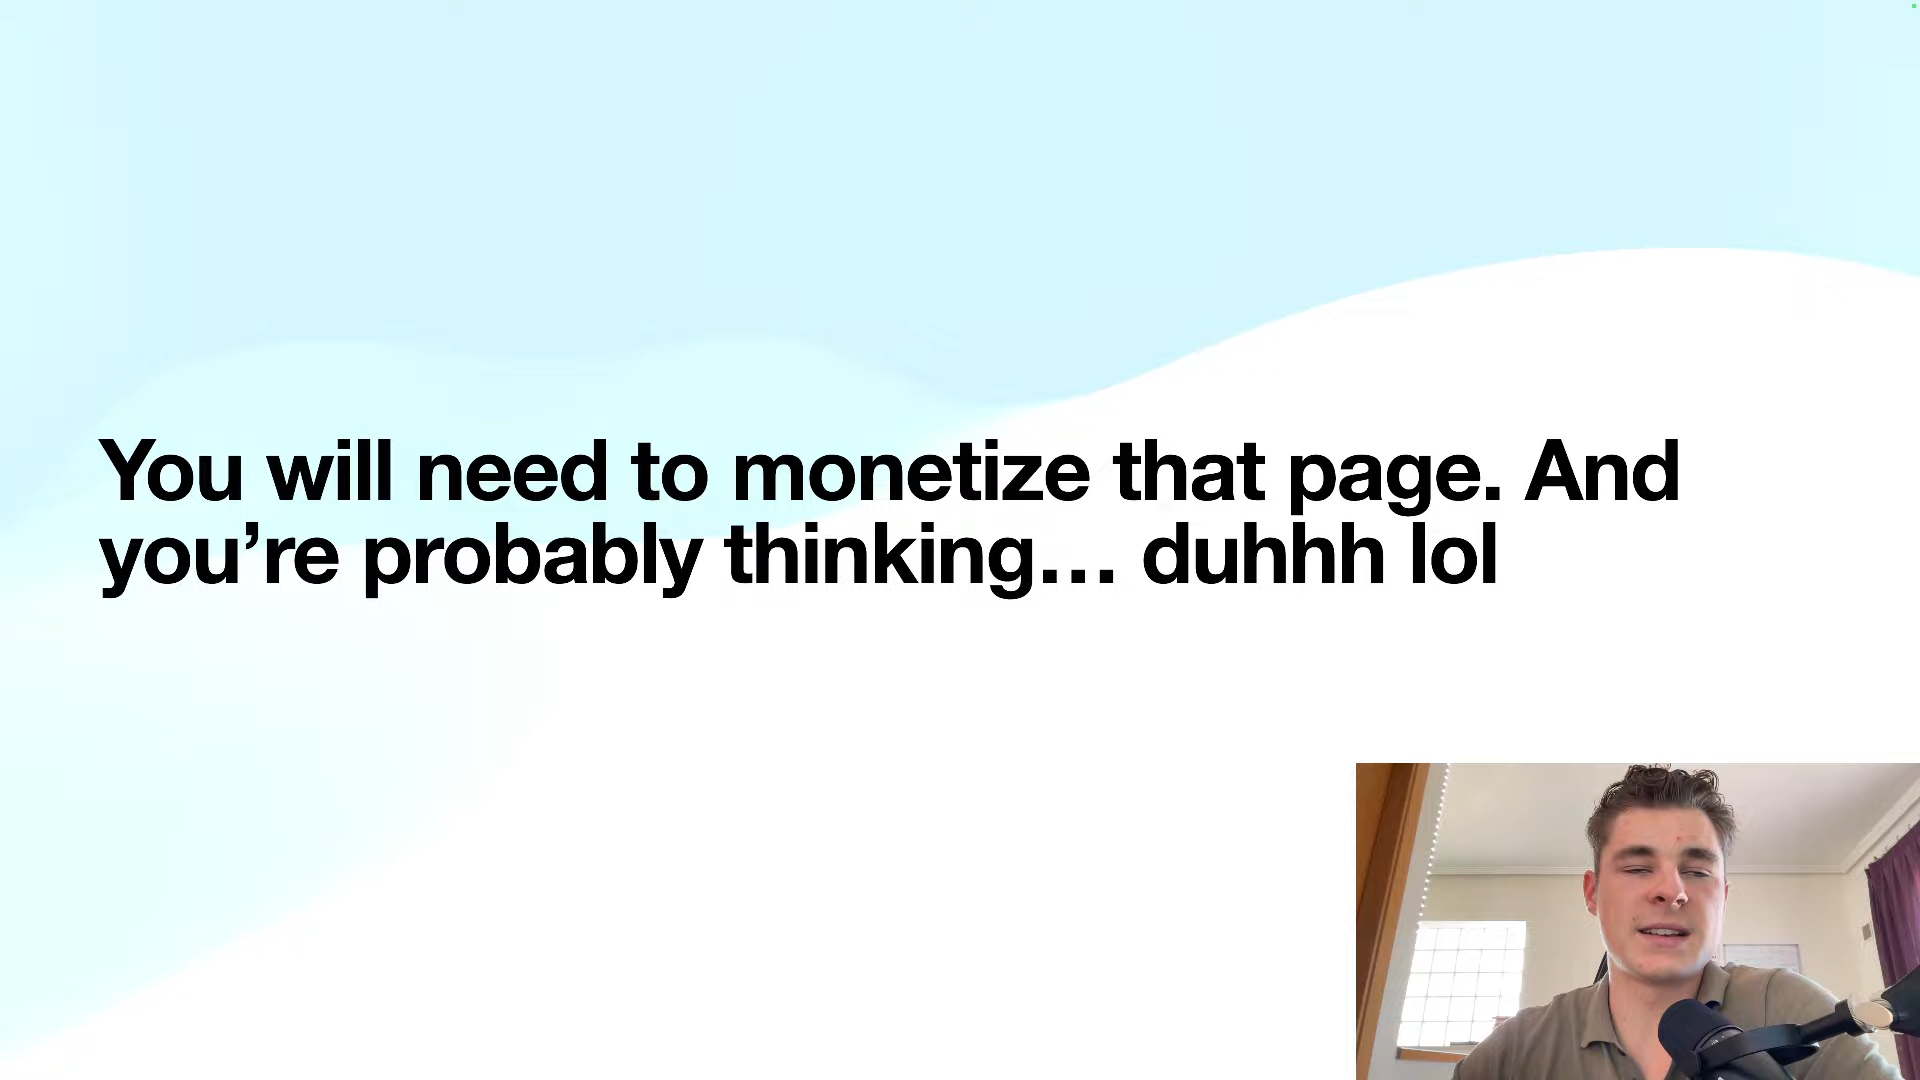 You will need to monetize that page. And
you’re probably thinking… duhhh lol